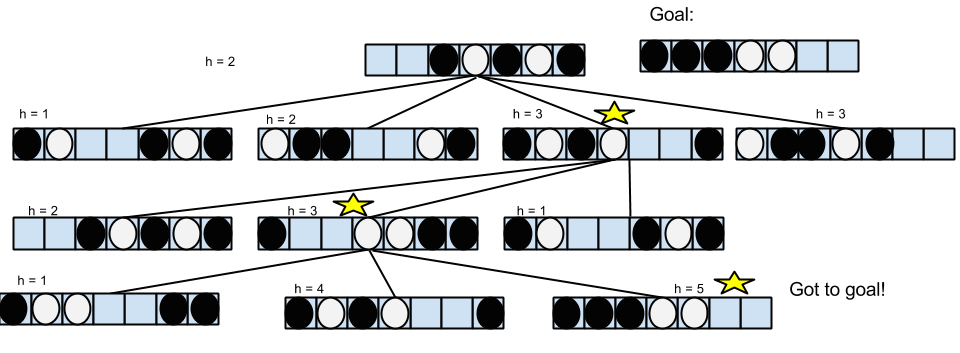 Goal:
h = 2
h = 1
h = 2
h = 3
h = 3
h = 2
h = 3
h = 1
h = 1
h = 4
h = 5
Got to goal!